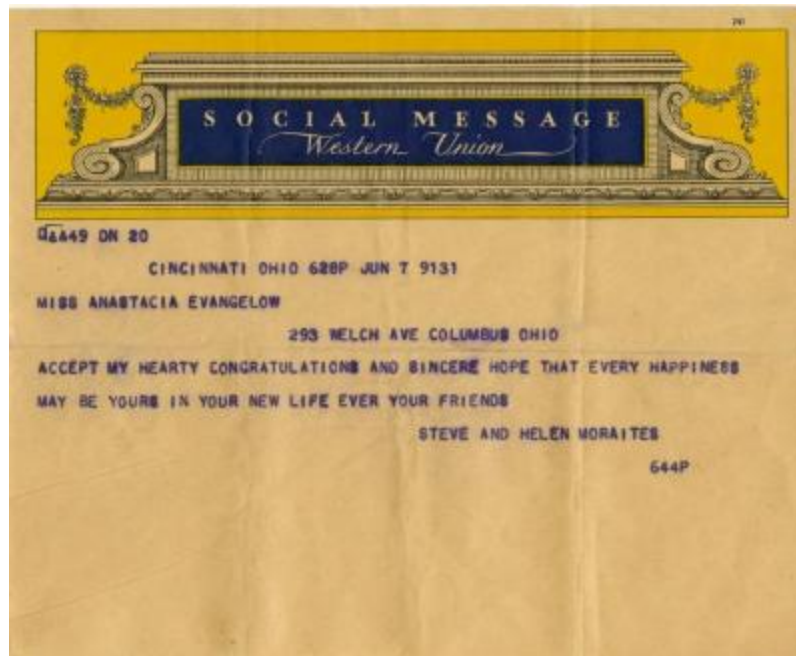 SOCIAL MESSAGE
Western Union
449 DN 20
CINCINNATI OHIO 628P JUN 7 9131
MISS ANASTACIA EVANGELOW
293 WELCH AVE COLUMBUS OHIO
ACCEPT MY HEARTY CONGRATULATIONS AND SINCERE HOPE THAT EVERY HAPPINESS
MAY BE YOURS IN YOUR NEW LIFE EVER YOUR FRIENDS
STEVE AND HELEN MORAITES
644P